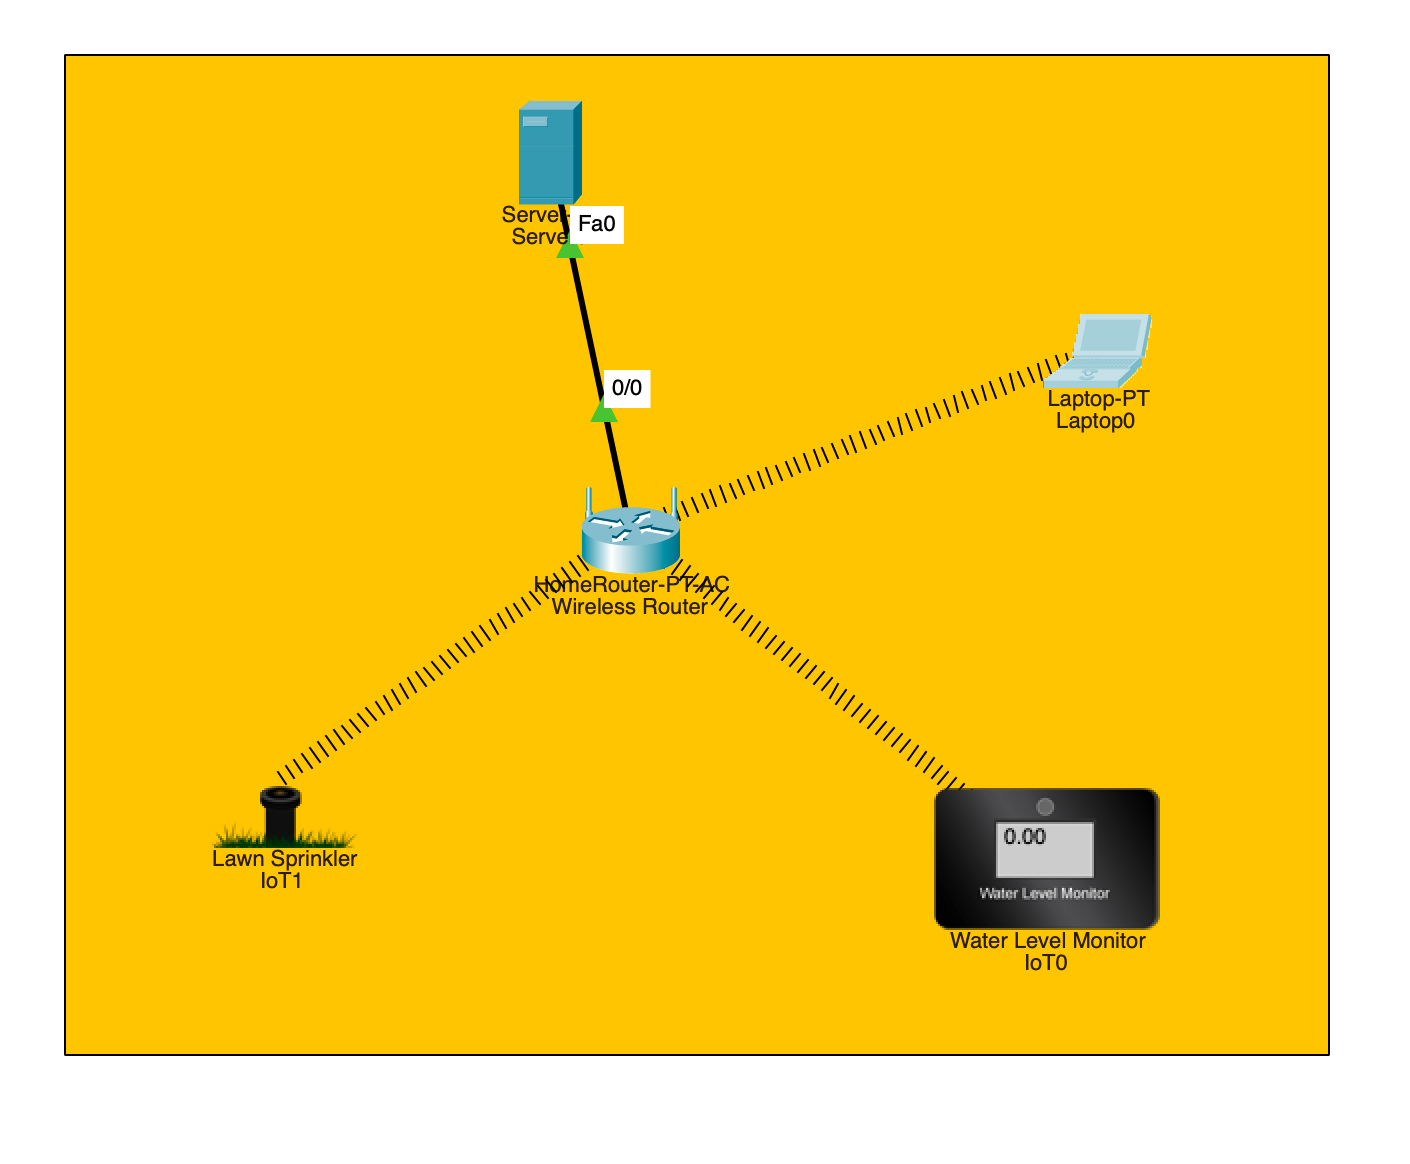 Server
Serve
Fa0
0/0
Laptop-PT
Laptop0
HomeRouter-PT-AC
Wireless Router
Lawn Sprinkler
IoT1
0.00
Water Level Monitor
Water Level Monitor
IoT0